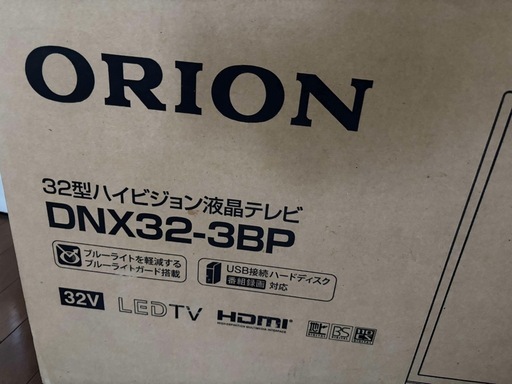 ORION
32型ハイビジョン液晶テレビ
DNX32-3BP
ブルーライトを軽減する
ブルーライトガード搭載
USB接続ハードディスク
番組録画 対応
32V LED TV HDMI
BS